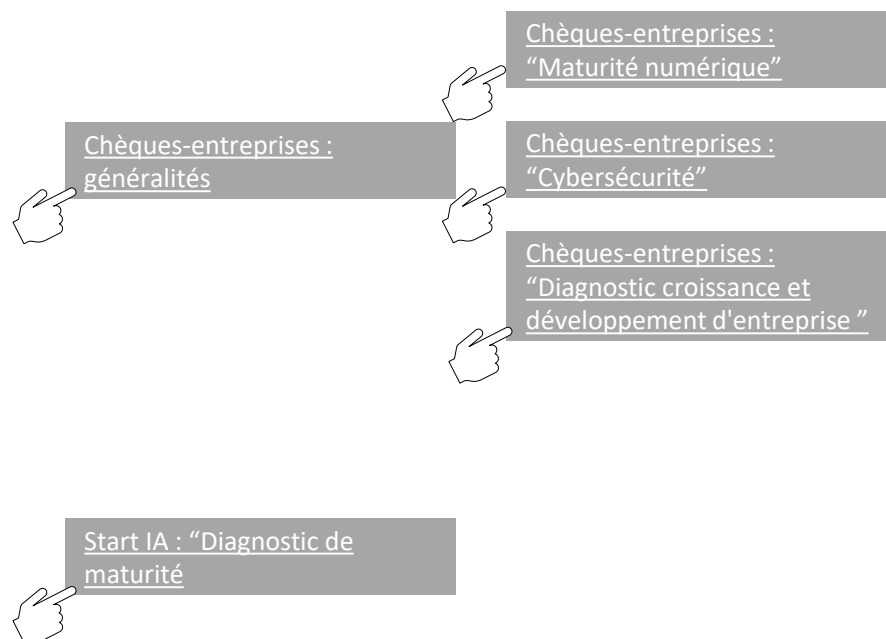 Chèques-entreprises :
généralités
Chèques-entreprises :
“Maturité numérique”
Chèques-entreprises :
“Cybersécurité”
Chèques-entreprises :
“Diagnostic croissance et
développement d'entreprise ”
Start IA : “Diagnostic de
maturité